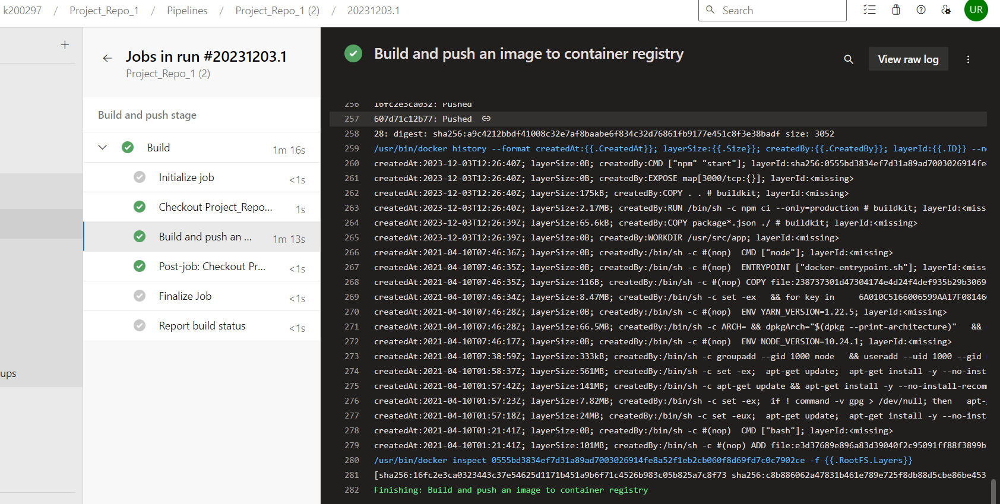 k200297 / Project_Repo_1 / Pipelines / Project_Repo_1 (2) / 20231203.1
Search
UR
Jobs in run #20231203.1
Project_Repo_1 (2)
Build and push stage
Build 1m 16s
Initialize job <1s
Checkout Project_Repo... 1s
Build and push an ... 1m 13s
Post-job: Checkout Pr... <1s
Finalize Job <1s
Report build status <1s
ups
Build and push an image to container registry
View raw log
256 16fc2e3ca032: Pushed
257 607d71c12b77: Pushed
258 28: digest: sha256:a9c4212bbdf41008c32e7af8baabe6f834c32d76861fb9177e451c8f3e38badf size: 3052
259 /usr/bin/docker history --format createdAt:{{.CreatedAt}}; layerSize:{{.Size}}; createdBy:{{.CreatedBy}}; layerId:{{.ID}} --no
260 createdAt:2023-12-03T12:26:40Z; layerSize:0B; createdBy:CMD ["npm" "start"]; layerId:sha256:0555bd3834ef7d31a89ad7003026914fe
261 createdAt:2023-12-03T12:26:40Z; layerSize:0B; createdBy:EXPOSE map[3000/tcp:{}]; layerId:<missing>
262 createdAt:2023-12-03T12:26:40Z; layerSize:175kB; createdBy:COPY . . # buildkit; layerId:<missing>
263 createdAt:2023-12-03T12:26:40Z; layerSize:2.17MB; createdBy:RUN /bin/sh -c npm ci --only=production # buildkit; layerId:<miss
264 createdAt:2023-12-03T12:26:39Z; layerSize:65.6kB; createdBy:COPY package*.json ./ # buildkit; layerId:<missing>
265 createdAt:2023-12-03T12:26:39Z; layerSize:0B; createdBy:WORKDIR /usr/src/app; layerId:<missing>
266 createdAt:2021-04-10T07:46:36Z; layerSize:0B; createdBy:/bin/sh -c #(nop)  CMD ["node"]; layerId:<missing>
267 createdAt:2021-04-10T07:46:35Z; layerSize:0B; createdBy:/bin/sh -c #(nop)  ENTRYPOINT ["docker-entrypoint.sh"]; layerId:<miss
268 createdAt:2021-04-10T07:46:35Z; layerSize:116B; createdBy:/bin/sh -c #(nop) COPY file:238737301d47304174e4d24f4def935b29b3069
269 createdAt:2021-04-10T07:46:34Z; layerSize:8.47MB; createdBy:/bin/sh -c set -ex   && for key in     6A010C5166006599AA17F08146
270 createdAt:2021-04-10T07:46:28Z; layerSize:0B; createdBy:/bin/sh -c #(nop)  ENV YARN_VERSION=1.22.5; layerId:<missing>
271 createdAt:2021-04-10T07:46:28Z; layerSize:66.5MB; createdBy:/bin/sh -c ARCH= && dpkgArch="$(dpkg --print-architecture)"   &&
272 createdAt:2021-04-10T07:46:17Z; layerSize:0B; createdBy:/bin/sh -c #(nop)  ENV NODE_VERSION=10.24.1; layerId:<missing>
273 createdAt:2021-04-10T07:38:59Z; layerSize:333kB; createdBy:/bin/sh -c groupadd --gid 1000 node   && useradd --uid 1000 --gid
274 createdAt:2021-04-10T01:58:37Z; layerSize:561MB; createdBy:/bin/sh -c set -ex;  apt-get update;  apt-get install -y --no-inst
275 createdAt:2021-04-10T01:57:42Z; layerSize:141MB; createdBy:/bin/sh -c apt-get update && apt-get install -y --no-install-recom
276 createdAt:2021-04-10T01:57:23Z; layerSize:7.82MB; createdBy:/bin/sh -c set -ex;  if ! command -v gpg > /dev/null; then   apt-
277 createdAt:2021-04-10T01:57:18Z; layerSize:24MB; createdBy:/bin/sh -c set -eux;  apt-get update;  apt-get install -y --no-inst
278 createdAt:2021-04-10T01:21:41Z; layerSize:0B; createdBy:/bin/sh -c #(nop)  CMD ["bash"]; layerId:<missing>
279 createdAt:2021-04-10T01:21:41Z; layerSize:101MB; createdBy:/bin/sh -c #(nop) ADD file:e3d37689e896a83d39040f2c95091ff88f3899b
280 /usr/bin/docker inspect 0555bd3834ef7d31a89ad7003026914fe8a52f1eb2cb060f8d69fd7c0c7902ce -f {{.RootFS.Layers}}
281 [sha256:16fc2e3ca0323443c37e54625d1171b451a9b6f71c4526b983c05b825a7c8f73 sha256:c8b886062a47831b461e789e725f8db88d5cbe86be453
282 Finishing: Build and push an image to container registry